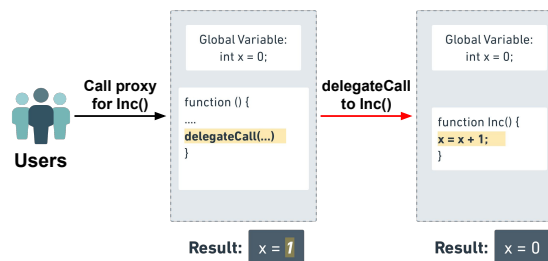 Global Variable:
int x = 0;
Call proxy
for Inc()
function () {
....
delegateCall(...)
}
Users
delegateCall
to Inc()
Global Variable:
int x = 0;
function Inc() {
x = x + 1;
}
Result: x = 1
Result: x = 0